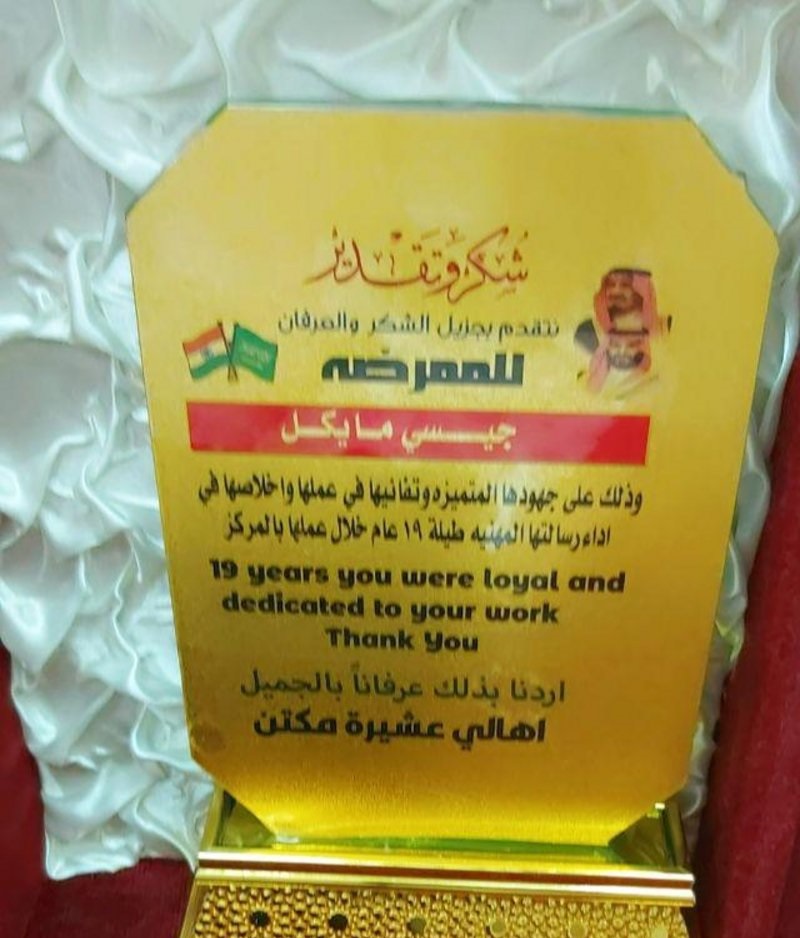 شكر وتقدير
نتقدم بجزيل الشكر والعرفان
للممرضه
جيسي مايكل
وذلك على جهودها المتميزه وتفانيها في عملها واخلاصها في
اداء رسالتها المهنيه طيلة ١٩ عام خلال عملها بالمركز
19 years you were loyal and
dedicated to your work
Thank You
اردنا بذلك عرفاناً بالجميل
اهالي عشيرة مكتن